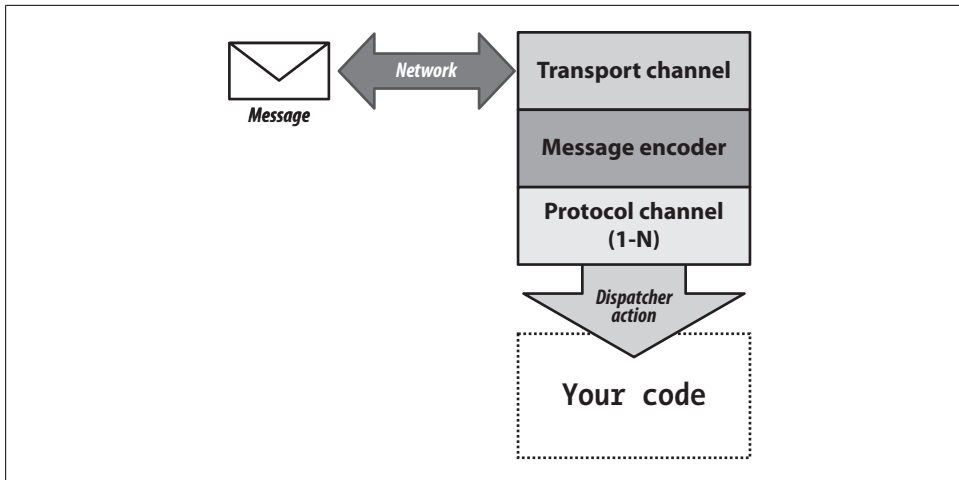 Message
Network
Transport channel
Message encoder
Protocol channel
(1-N)
Dispatcher
action
Your code